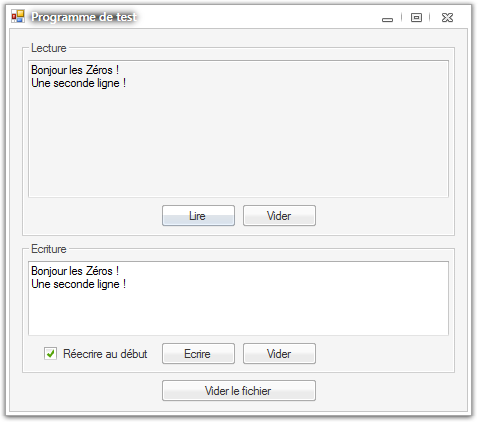 Programme de test
Lecture
Bonjour les Zéros !
Une seconde ligne !
Lire Vider
Ecriture
Bonjour les Zéros !
Une seconde ligne !
Réecrire au début Ecrire Vider
Vider le fichier